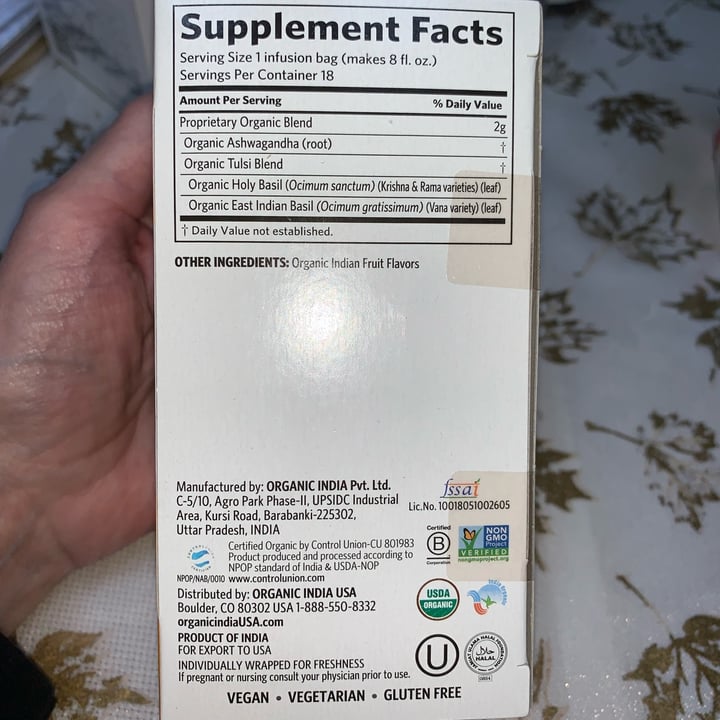 Supplement Facts
Serving Size 1 infusion bag (makes 8 fl. oz.)
Servings Per Container 18
Amount Per Serving % Daily Value
Proprietary Organic Blend 2g
Organic Ashwagandha (root) †
Organic Tulsi Blend †
Organic Holy Basil (Ocimum sanctum) (Krishna & Rama varieties) (leaf)
Organic East Indian Basil (Ocimum gratissimum) (Vana variety) (leaf)
† Daily Value not established.
OTHER INGREDIENTS: Organic Indian Fruit Flavors
Manufactured by: ORGANIC INDIA Pvt. Ltd.
C-5/10, Agro Park Phase-II, UPSIDC Industrial
Area, Kursi Road, Barabanki-225302,
Uttar Pradesh, INDIA
fssai
Lic. No. 10018051002605
Certified
B
Corporation
NON
GMO
Project
VERIFIED
nongmoproject.org
Certified Organic by Control Union-CU 801983
Product produced and processed according to
NPOP standard of India & USDA-NOP
NPOP/NAB/0010 www.controlunion.com
Distributed by: ORGANIC INDIA USA
Boulder, CO 80302 USA 1-888-550-8332
organicindiaUSA.com
USDA
ORGANIC
PRODUCT OF INDIA
FOR EXPORT TO USA
INDIVIDUALLY WRAPPED FOR FRESHNESS
If pregnant or nursing consult your physician prior to use.
U
حلال
HALAL
VEGAN • VEGETARIAN • GLUTEN FREE